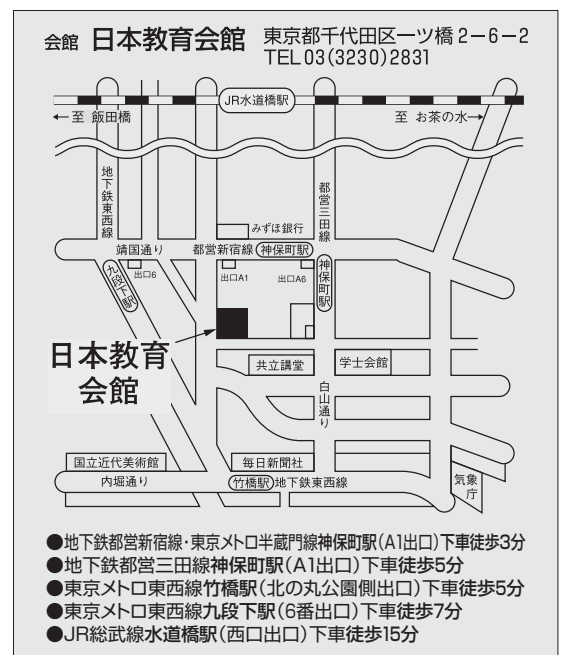 会館 日本教育会館 東京都千代田区一ツ橋2-6-2
TEL03(3230)2831
JR水道橋駅
←至 飯田橋
至 お茶の水→
地下鉄東西線
都営三田線
みずほ銀行
靖国通り
都営新宿線
神保町駅
九段下駅
出口6
出口A1
出口A6
神保町駅
日本教育
会館
共立講堂
学士会館
白山通り
国立近代美術館
毎日新聞社
内堀通り
竹橋駅
地下鉄東西線
気象庁
●地下鉄都営新宿線・東京メトロ半蔵門線神保町駅(A1出口)下車徒歩3分
●地下鉄都営三田線神保町駅(A1出口)下車徒歩5分
●東京メトロ東西線竹橋駅(北の丸公園側出口)下車徒歩5分
●東京メトロ東西線九段下駅(6番出口)下車徒歩7分
●JR総武線水道橋駅(西口出口)下車徒歩15分